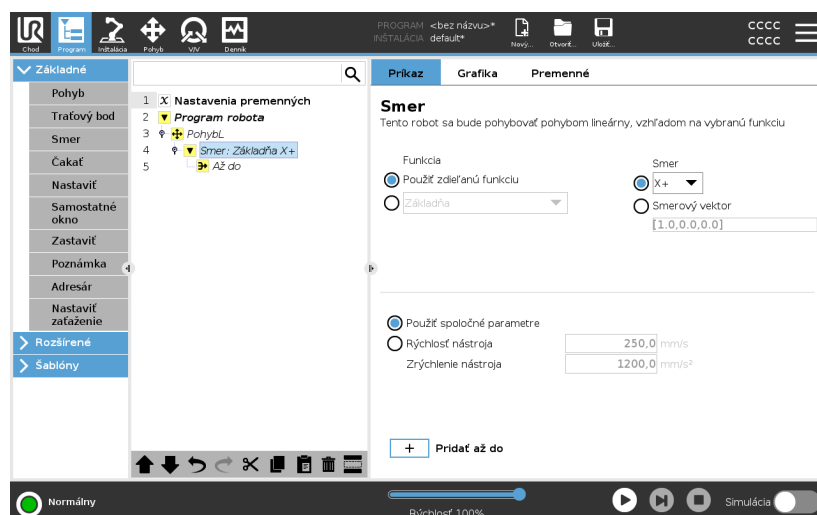 UR
Chod
Program
Inštalácia
Pohyb
V/V
Denník
PROGRAM <bez názvu>*
INŠTALÁCIA default*
Nový...
Otvoriť...
Uložiť...
cccc
cccc
Základné
Pohyb
Traťový bod
Smer
Čakať
Nastaviť
Samostatné
okno
Zastaviť
Poznámka
Adresár
Nastaviť
zaťaženie
Rozšírené
Šablóny
1 X Nastavenia premenných
2 Program robota
3 PohybL
4 Smer: Základňa X+
5 Až do
Príkaz Grafika Premenné
Smer
Tento robot sa bude pohybovať pohybom lineárny, vzhľadom na vybranú funkciu
Funkcia
Použiť zdieľanú funkciu
Základňa
Smer
X+
Smerový vektor
[1.0,0.0,0.0]
Použiť spoločné parametre
Rýchlosť nástroja 250,0 mm/s
Zrýchlenie nástroja 1200,0 mm/s²
+ Pridať až do
Normálny
Rýchlosť 100%
Simulácia